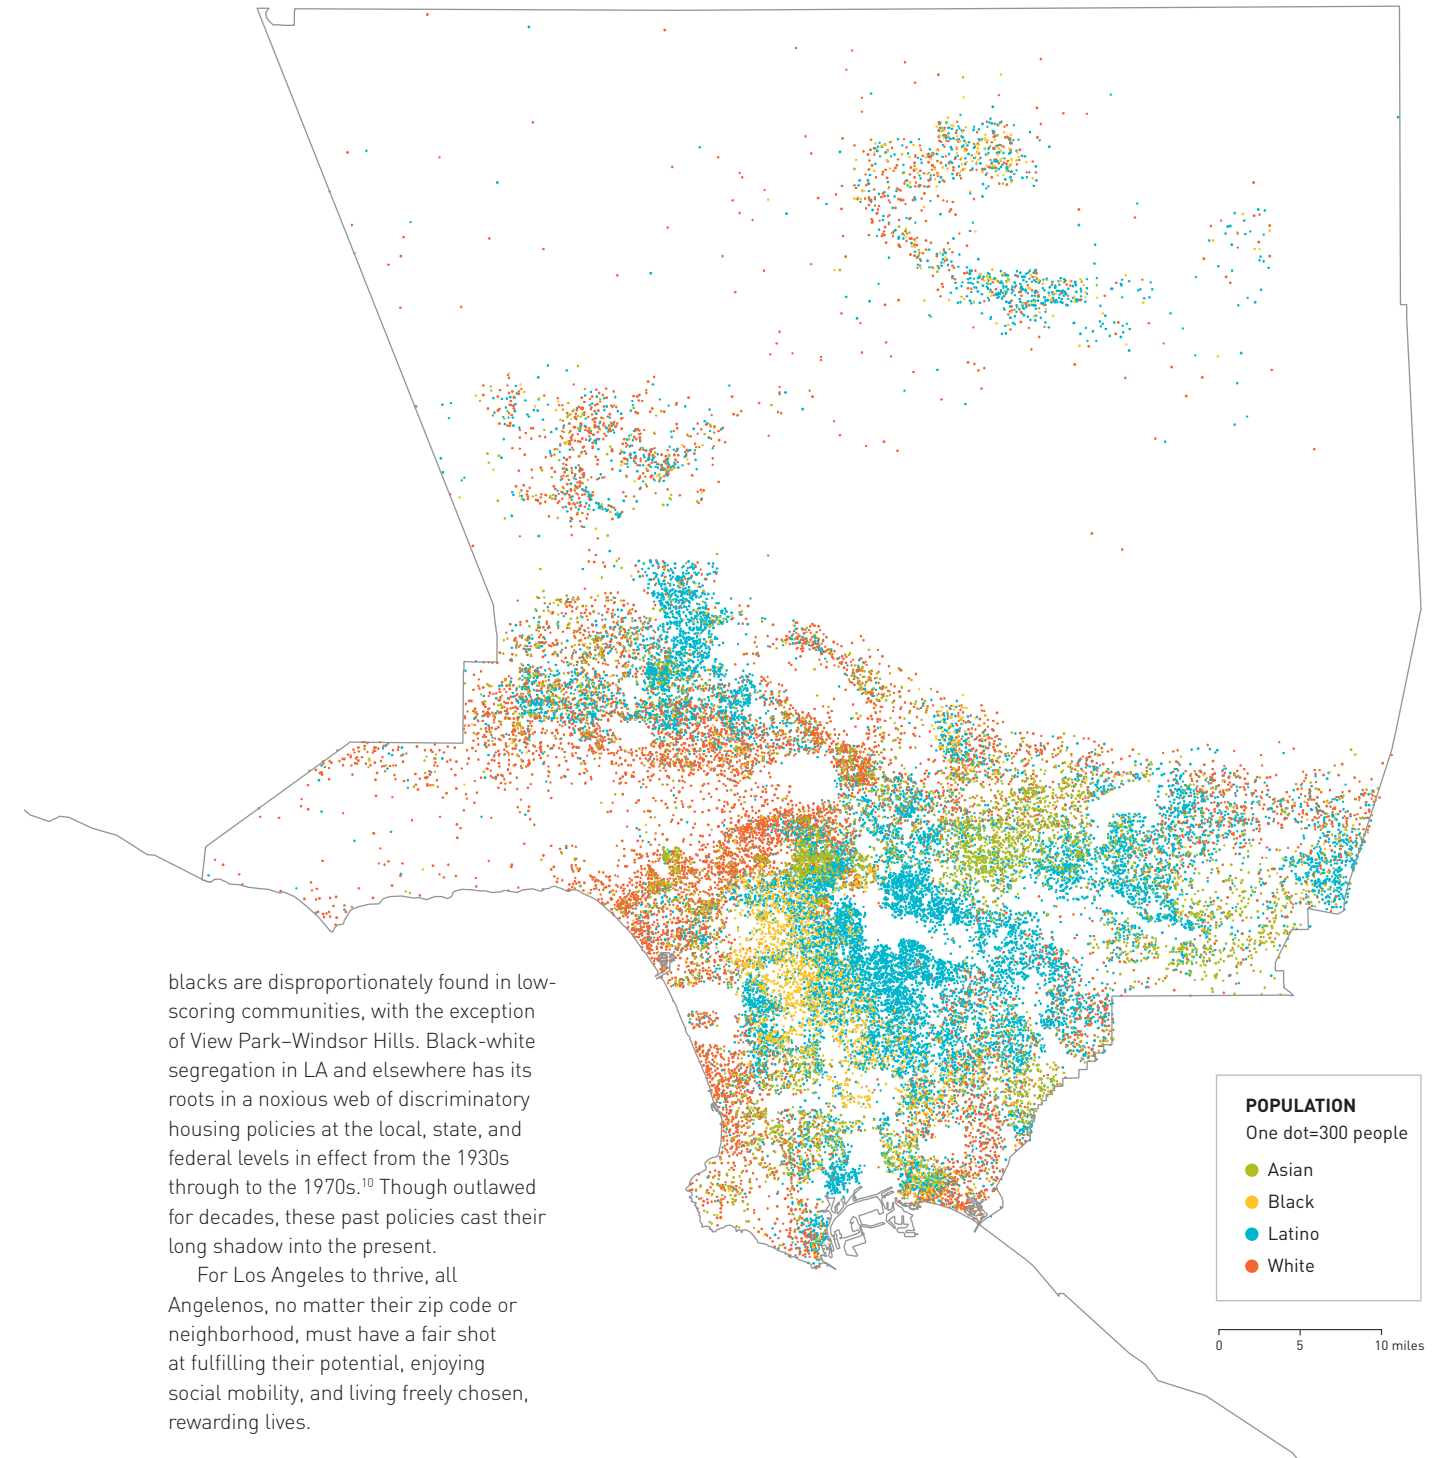 blacks are disproportionately found in low-
scoring communities, with the exception
of View Park–Windsor Hills. Black-white
segregation in LA and elsewhere has its
roots in a noxious web of discriminatory
housing policies at the local, state, and
federal levels in effect from the 1930s
through to the 1970s.¹⁰ Though outlawed
for decades, these past policies cast their
long shadow into the present.
For Los Angeles to thrive, all
Angelenos, no matter their zip code or
neighborhood, must have a fair shot
at fulfilling their potential, enjoying
social mobility, and living freely chosen,
rewarding lives.
POPULATION
One dot=300 people
Asian
Black
Latino
White
0 5 10 miles